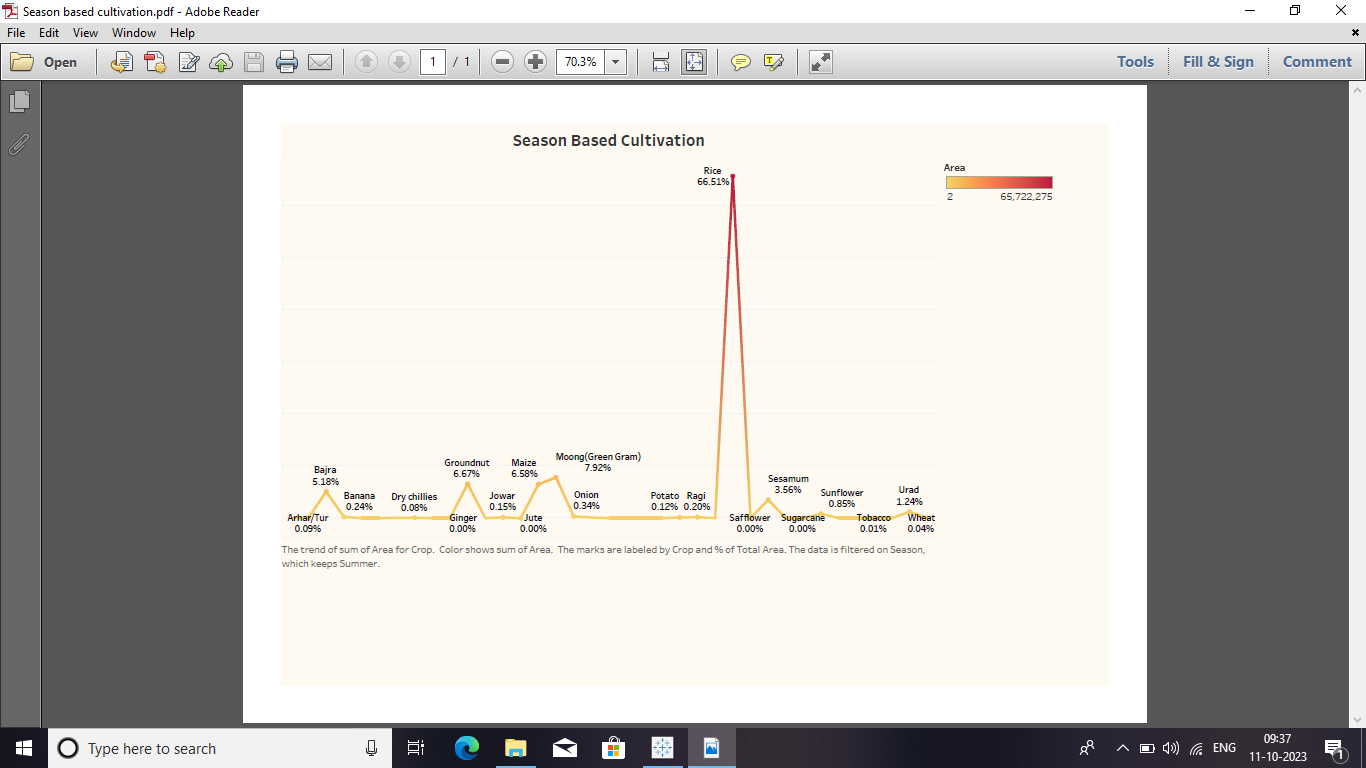 Season based cultivation.pdf - Adobe Reader
File Edit View Window Help
Open 1 / 1 70.3% Tools Fill & Sign Comment
Season Based Cultivation
Area
2 65,722,275
Rice
66.51%
Bajra
5.18%
Banana
0.24%
Arhar/Tur
0.09%
Dry chillies
0.08%
Groundnut
6.67%
Ginger
0.00%
Jowar
0.15%
Maize
6.58%
Jute
0.00%
Moong(Green Gram)
7.92%
Onion
0.34%
Potato
0.12%
Ragi
0.20%
Safflower
0.00%
Sesamum
3.56%
Sugarcane
0.00%
Sunflower
0.85%
Tobacco
0.01%
Urad
1.24%
Wheat
0.04%
The trend of sum of Area for Crop. Color shows sum of Area. The marks are labeled by Crop and % of Total Area. The data is filtered on Season,
which keeps Summer.
Type here to search
ENG
09:37
11-10-2023
1